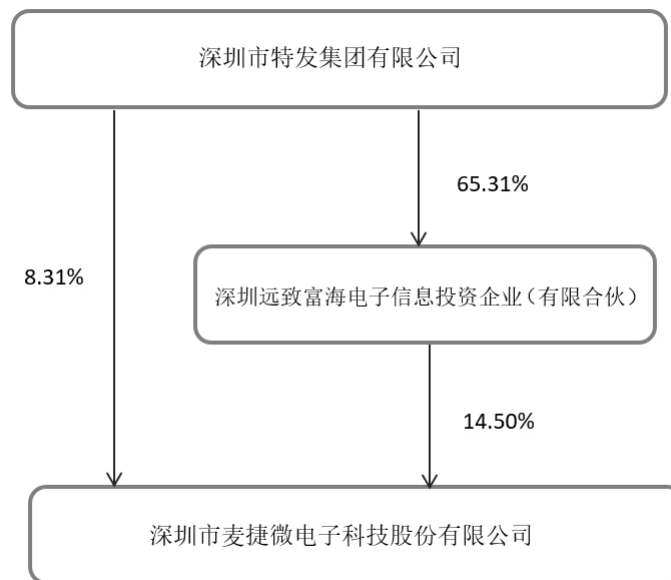 深圳市特发集团有限公司
65.31%
8.31%
深圳远致富海电子信息投资企业（有限合伙）
14.50%
深圳市麦捷微电子科技股份有限公司